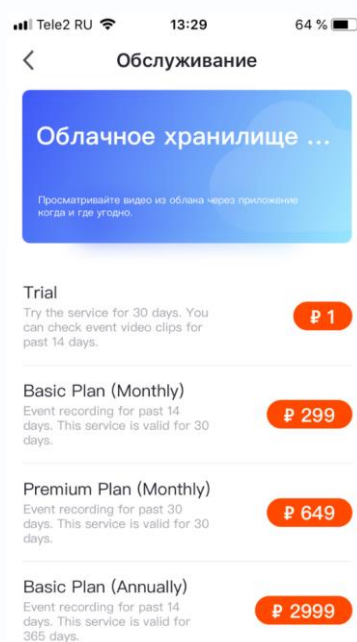 Tele2 RU 13:29 64 %
Обслуживание
Облачное хранилище ...
Просматривайте видео из облака через приложение
когда и где угодно.
Trial
Try the service for 30 days. You
can check event video clips for
past 14 days.
₽ 1
Basic Plan (Monthly)
Event recording for past 14
days. This service is valid for 30
days.
₽ 299
Premium Plan (Monthly)
Event recording for past 30
days. This service is valid for 30
days.
₽ 649
Basic Plan (Annually)
Event recording for past 14
days. This service is valid for
365 days.
₽ 2999